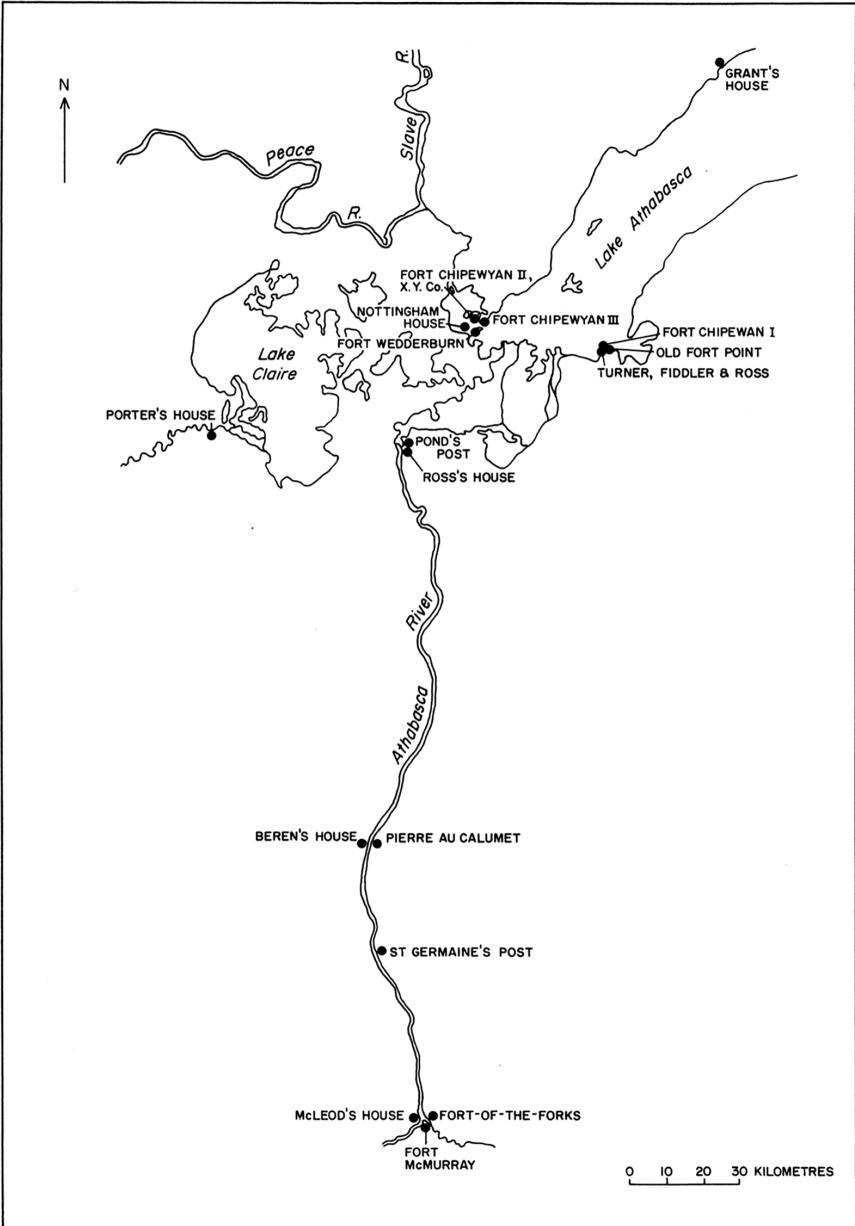 N
R.
Slave
GRANT'S
HOUSE
Peace
R.
Lake Athabasca
FORT CHIPEWYAN II,
X.Y. Co.
NOTTINGHAM
HOUSE
FORT CHIPEWYAN III
FORT WEDDERBURN
FORT CHIPEWAN I
OLD FORT POINT
TURNER, FIDDLER & ROSS
Lake
Claire
PORTER'S HOUSE
POND'S
POST
ROSS'S HOUSE
River
Athabasca
BEREN'S HOUSE
PIERRE AU CALUMET
ST GERMAINE'S POST
McLEOD'S HOUSE
FORT-OF-THE-FORKS
FORT
McMURRAY
0 10 20 30 KILOMETRES